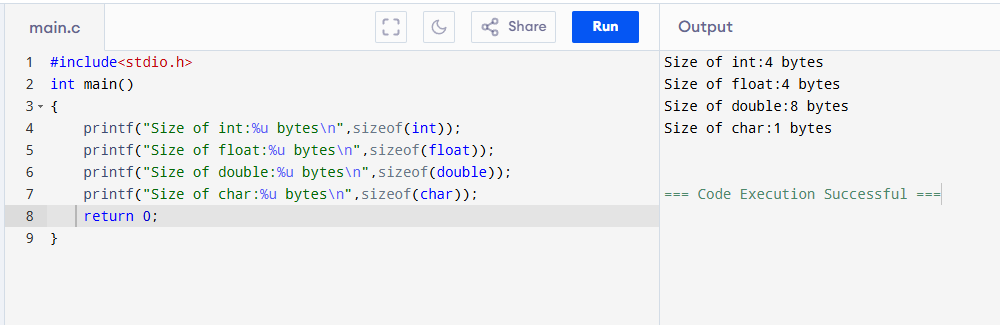 main.c
Share
Run
Output
1 #include<stdio.h>
2 int main()
3 {
4 printf("Size of int:%u bytes\n",sizeof(int));
5 printf("Size of float:%u bytes\n",sizeof(float));
6 printf("Size of double:%u bytes\n",sizeof(double));
7 printf("Size of char:%u bytes\n",sizeof(char));
8 return 0;
9 }
Size of int:4 bytes
Size of float:4 bytes
Size of double:8 bytes
Size of char:1 bytes
=== Code Execution Successful ===